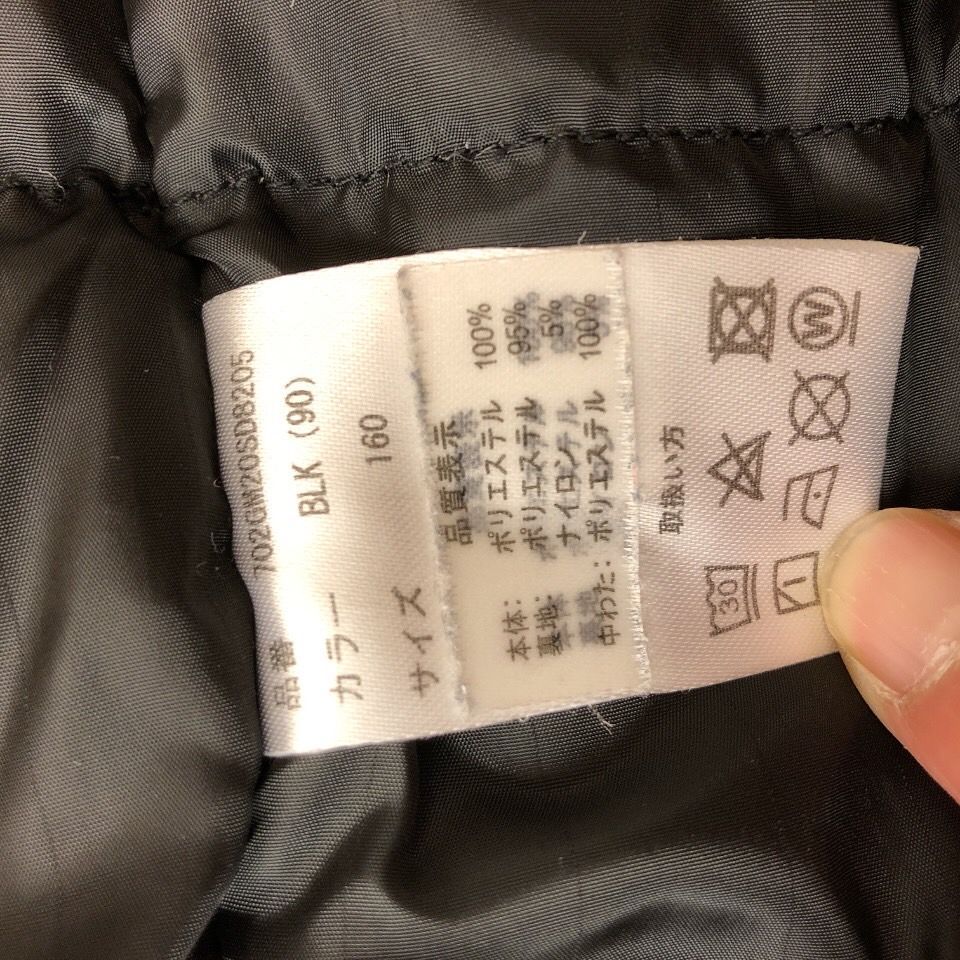 品番 702GM20SD8205
カラー BLK (90)
サイズ 160
品質表示
本体: ポリエステル 100%
裏地: ポリエステル 95%
ナイロン 5%
中わた: ポリエステル 100%
取扱い方
30
W